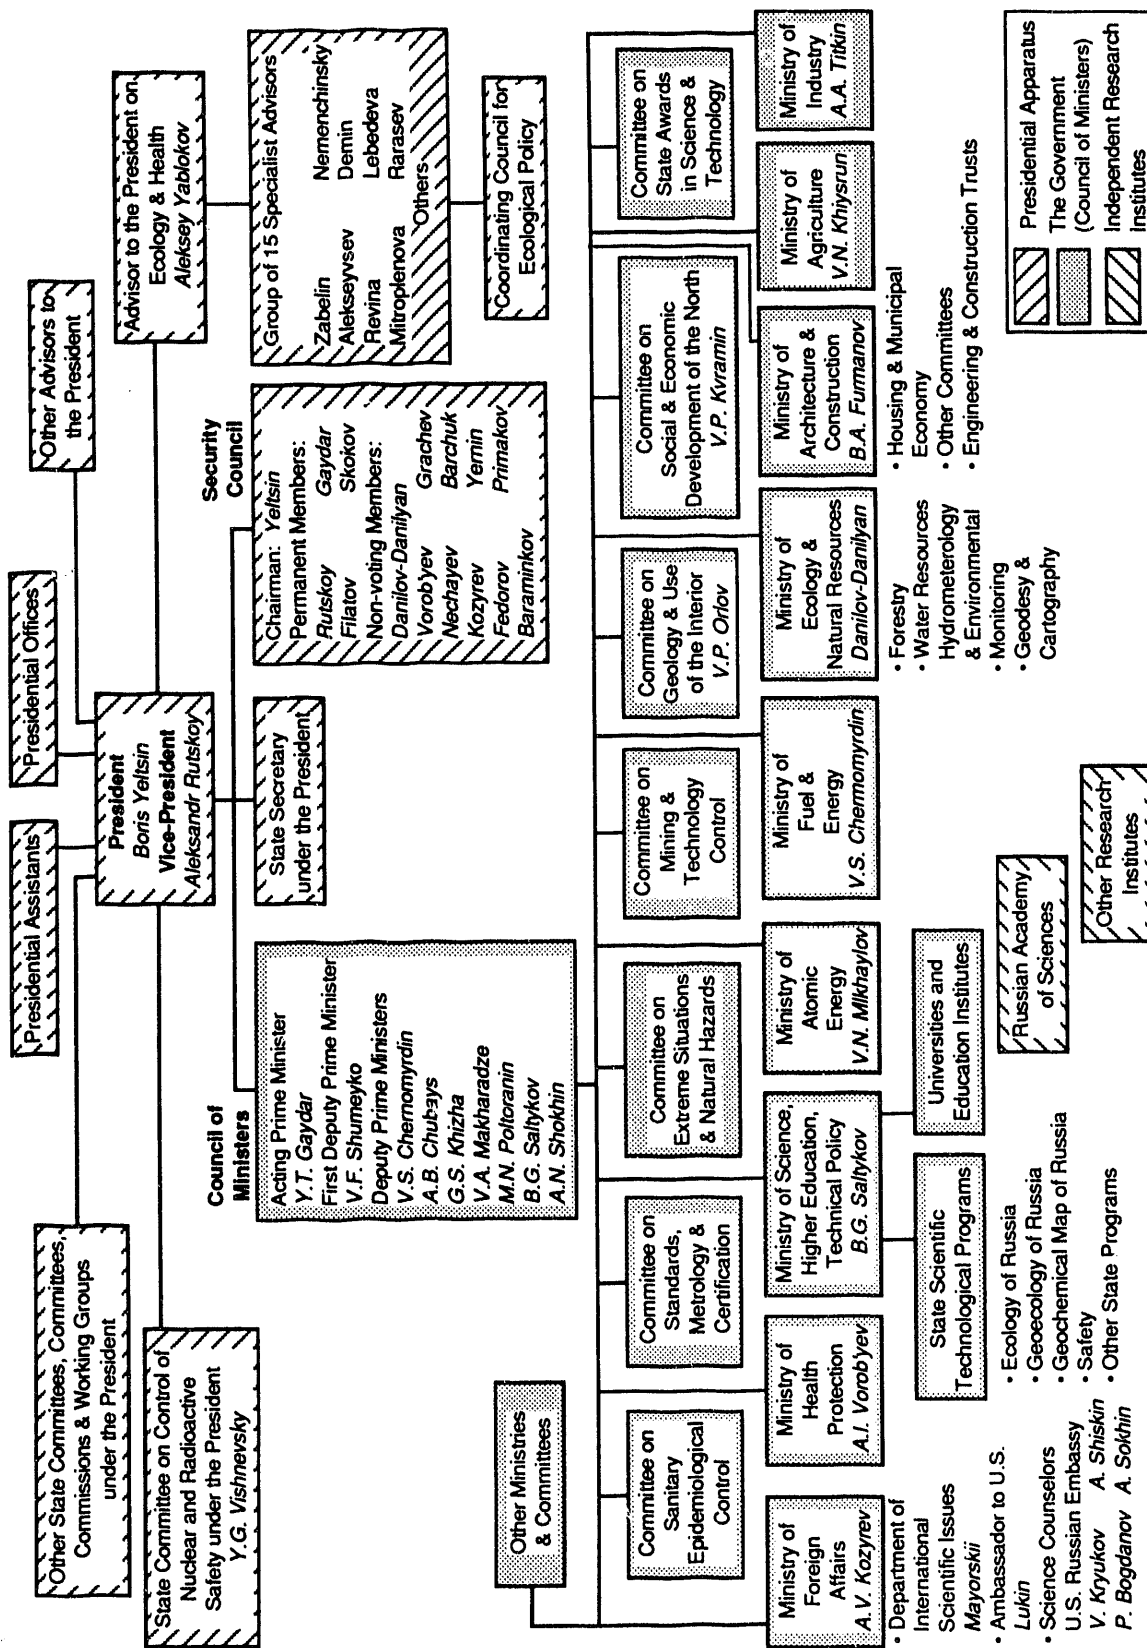 Other State Committees, Committees,
Commissions & Working Groups
under the President
Presidential Assistants
Presidential Offices
Other Advisors to
the President
President
Boris Yeltsin
Vice-President
Aleksandr Rutskoy
State Committee on Control of
Nuclear and Radioactive
Safety under the President
Y.G. Vishnevsky
Advisor to the President on
Ecology & Health
Aleksey Yablokov
Council of
Ministers
Acting Prime Minister
Y.T. Gaydar
First Deputy Prime Minister
V.F. Shumeyko
Deputy Prime Ministers
V.S. Chernomyrdin
A.B. Chubays
G.S. Khizha
V.A. Makharadze
M.N. Poltoranin
B.G. Saltykov
A.N. Shokhin
State Secretary
under the President
Security
Council
Chairman: Yeltsin
Permanent Members:
Rutskoy Gaydar
Filatov Skokov
Non-voting Members:
Danilov-Danilyan
Vorob'yev Grachev
Nechayev Barchuk
Kozyrev Yernin
Fedorov Primakov
Baraminkov
Group of 15 Specialist Advisors
Zabelin Nemenchinsky
Alekseyvsev Demin
Revina Lebedeva
Mitroplenova Rarasev
Others
Coordinating Council for
Ecological Policy
Other Ministries
& Committees
Committee on
Sanitary
Epidemiological
Control
Committee on
Standards,
Metrology &
Certification
Committee on
Extreme Situations
& Natural Hazards
Committee on
Mining &
Technology
Control
Committee on
Geology & Use
of the Interior
V.P. Orlov
Committee on
Social & Economic
Development of the North
V.P. Kvramin
Committee on
State Awards
in Science &
Technology
Ministry of
Foreign
Affairs
A.V. Kozyrev
• Department of
International
Scientific Issues
Mayorskii
• Ambassador to U.S.
Lukin
• Science Counselors
U.S. Russian Embassy
V. Kryukov A. Shiskin
P. Bogdanov A. Sokhin
Ministry of
Health
Protection
A.I. Vorob'yev
Ministry of Science,
Higher Education,
Technical Policy
B.G. Saltykov
State Scientific
Technological Programs
• Ecology of Russia
• Geoecology of Russia
• Geochemical Map of Russia
• Safety
• Other State Programs
Universities and
Education Institutes
Ministry of
Atomic
Energy
V.N. MIkhaylov
Ministry of
Fuel &
Energy
V.S. Chermomyrdin
Ministry of
Ecology &
Natural Resources
Danilov-Danilyan
• Forestry
• Water Resources
Hydrometerology
& Environmental
• Monitoring
• Geodesy &
Cartography
Ministry of
Architecture &
Construction
B.A. Furmanov
• Housing & Municipal
Economy
• Other Committees
• Engineering & Construction Trusts
Ministry of
Agriculture
V.N. Khiysrun
Ministry of
Industry
A.A. Titkin
Russian Academy
of Sciences
Other Research
Institutes
Presidential Apparatus
The Government
(Council of Ministers)
Independent Research
Institutes